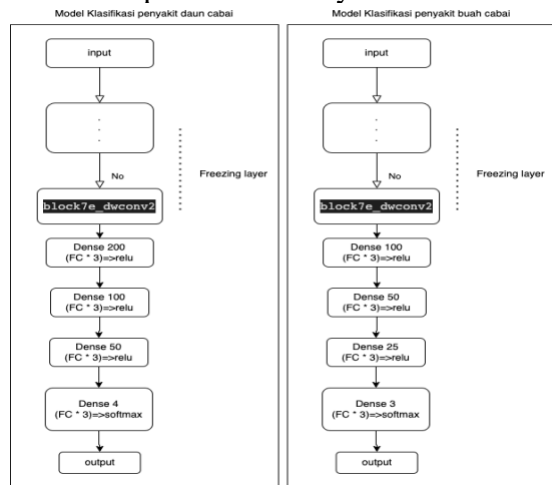 Model Klasifikasi penyakit daun cabai
input
No
Freezing layer
block7e_dwconv2
Dense 200
(FC * 3)=>relu
Dense 100
(FC * 3)=>relu
Dense 50
(FC * 3)=>relu
Dense 4
(FC * 3)=>softmax
output
Model Klasifikasi penyakit buah cabai
input
No
Freezing layer
block7e_dwconv2
Dense 100
(FC * 3)=>relu
Dense 50
(FC * 3)=>relu
Dense 25
(FC * 3)=>relu
Dense 3
(FC * 3)=>softmax
output